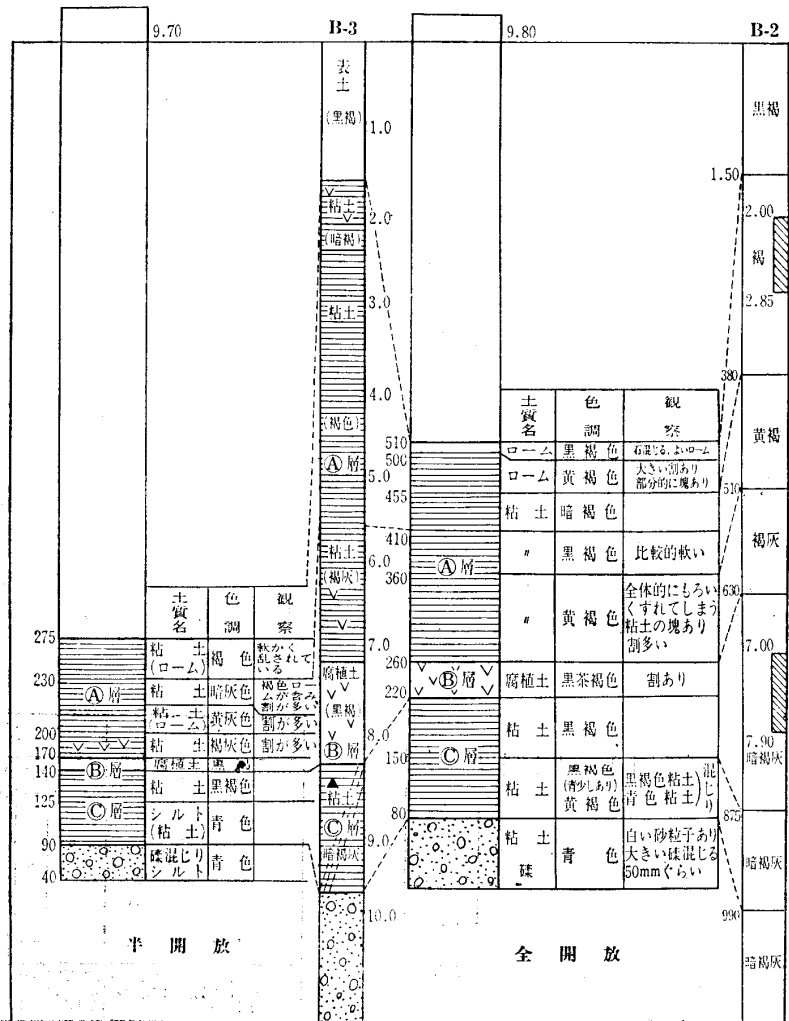 9.70
B-3
9.80
B-2
表土
(黒褐)
1.0
粘土
2.0
(暗褐)
3.0
粘土
4.0
(褐色)
Ⓐ層
5.0
粘土
6.0
(褐灰)
7.0
腐植土
(黒褐)
8.0
Ⓑ層
粘土
Ⓒ層
9.0
暗褐灰
10.0
土質名 色調 観察
275
粘土(ローム) 褐色 軟かく乱されている
230
Ⓐ層
粘土 暗灰色 褐色ロームが含み割が多い
粘土(ローム) 黄灰色 割が多い
200
粘土 褐灰色 割が多い
170
Ⓑ層
腐植土 黒
140
粘土 黒褐色
125
Ⓒ層
シルト(粘土) 青色
90
礫混じりシルト 青色
40
半開放
土質名 色調 観察
510
ローム 黒褐色 石混じる、よいローム
500
ローム 黄褐色 大きい割あり 部分的に塊あり
455
粘土 暗褐色
410
〃 黒褐色 比較的軟い
360
Ⓐ層
〃 黄褐色 全体的にもろい くずれてしまう 粘土の塊あり 割多い
260
Ⓑ層
腐植土 黒茶褐色 割あり
220
粘土 黒褐色
Ⓒ層
150
粘土 黒褐色(青少しあり) 黄褐色 黒褐色粘土 青色粘土 混じり
80
粘土 礫 青色 白い砂粒子あり 大きい礫混じる 50mmぐらい
全開放
黒褐
1.50
2.00
褐
2.85
380
黄褐
510
褐灰
630
7.00
7.90
暗褐灰
875
暗褐灰
990
暗褐灰